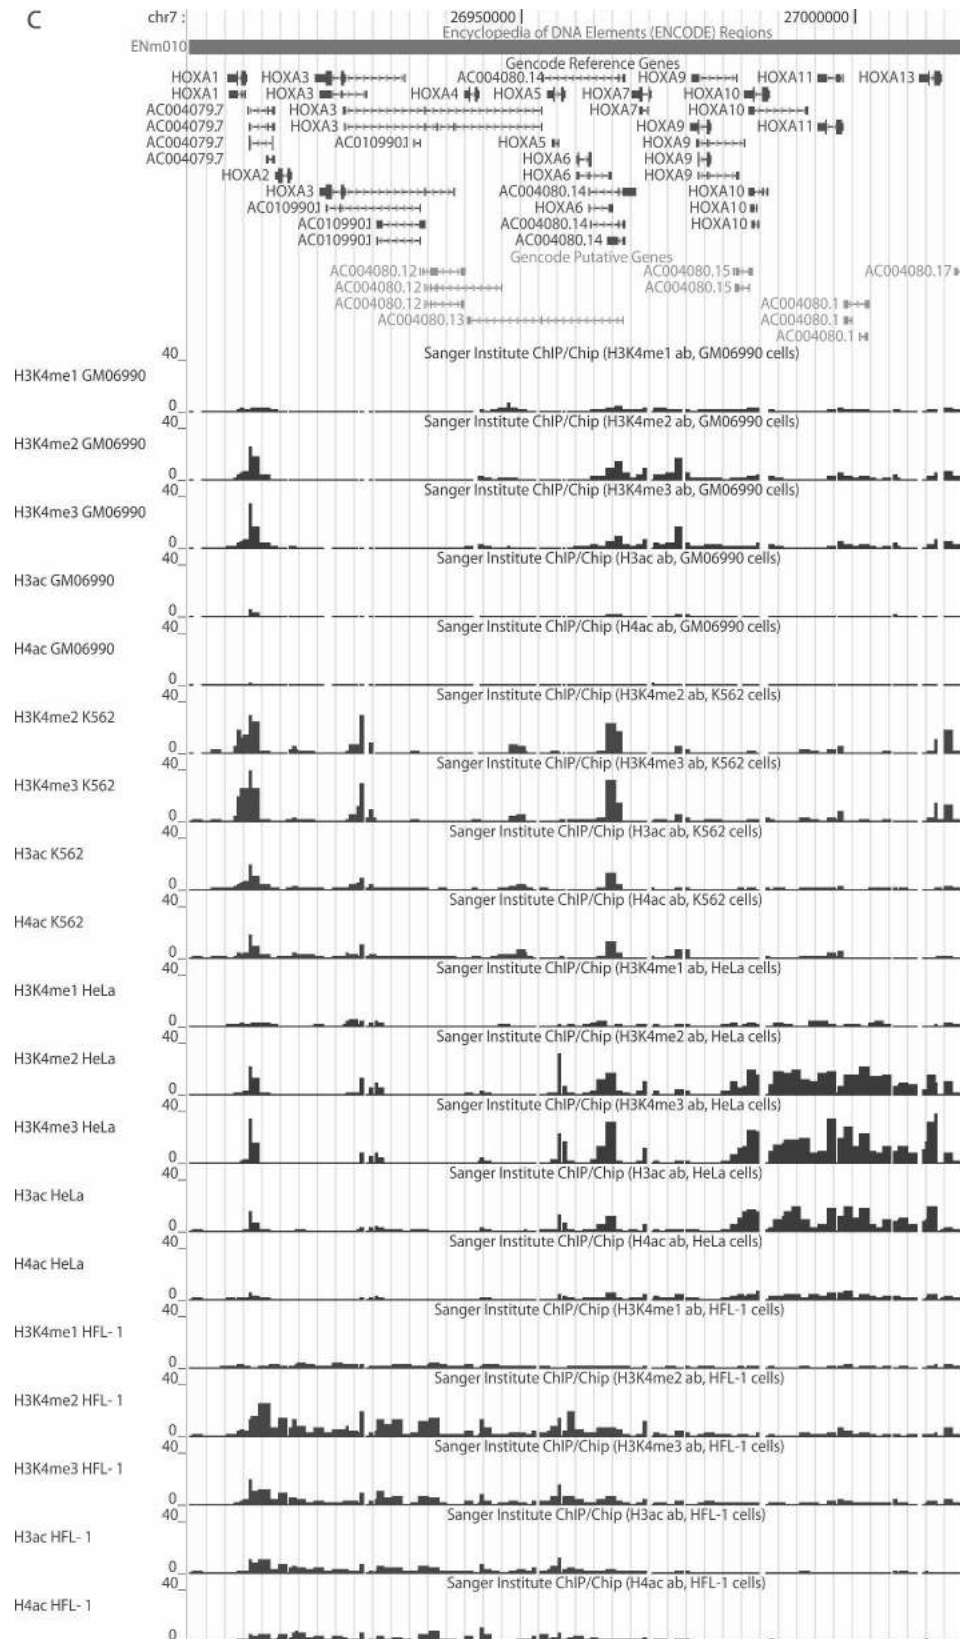 C
chr7 : 26950000 27000000
Encyclopedia of DNA Elements (ENCODE) Regions
ENm010
Gencode Reference Genes
HOXA1 HOXA3 AC004080.14 HOXA9 HOXA11 HOXA13
HOXA1 HOXA3 HOXA4 HOXA5 HOXA7 HOXA10
AC004079.7 HOXA3 HOXA7 HOXA10
AC004079.7 HOXA3 HOXA9 HOXA11
AC004079.7 AC010990.1 HOXA5 HOXA9
AC004079.7 HOXA6 HOXA9
HOXA2 HOXA6 HOXA9
HOXA3 AC004080.14 HOXA10
AC010990.1 HOXA6 HOXA10
AC010990.1 AC004080.14 HOXA10
AC010990.1 AC004080.14
Gencode Putative Genes
AC004080.12 AC004080.15 AC004080.17
AC004080.12 AC004080.15
AC004080.12 AC004080.1
AC004080.13 AC004080.1
AC004080.1
40 Sanger Institute ChIP/Chip (H3K4me1 ab, GM06990 cells)
H3K4me1 GM06990
0
40 Sanger Institute ChIP/Chip (H3K4me2 ab, GM06990 cells)
H3K4me2 GM06990
0
40 Sanger Institute ChIP/Chip (H3K4me3 ab, GM06990 cells)
H3K4me3 GM06990
0
40 Sanger Institute ChIP/Chip (H3ac ab, GM06990 cells)
H3ac GM06990
0
40 Sanger Institute ChIP/Chip (H4ac ab, GM06990 cells)
H4ac GM06990
0
40 Sanger Institute ChIP/Chip (H3K4me2 ab, K562 cells)
H3K4me2 K562
0
40 Sanger Institute ChIP/Chip (H3K4me3 ab, K562 cells)
H3K4me3 K562
0
40 Sanger Institute ChIP/Chip (H3ac ab, K562 cells)
H3ac K562
0
40 Sanger Institute ChIP/Chip (H4ac ab, K562 cells)
H4ac K562
0
40 Sanger Institute ChIP/Chip (H3K4me1 ab, HeLa cells)
H3K4me1 HeLa
0
40 Sanger Institute ChIP/Chip (H3K4me2 ab, HeLa cells)
H3K4me2 HeLa
0
40 Sanger Institute ChIP/Chip (H3K4me3 ab, HeLa cells)
H3K4me3 HeLa
0
40 Sanger Institute ChIP/Chip (H3ac ab, HeLa cells)
H3ac HeLa
0
40 Sanger Institute ChIP/Chip (H4ac ab, HeLa cells)
H4ac HeLa
0
40 Sanger Institute ChIP/Chip (H3K4me1 ab, HFL-1 cells)
H3K4me1 HFL- 1
0
40 Sanger Institute ChIP/Chip (H3K4me2 ab, HFL-1 cells)
H3K4me2 HFL- 1
0
40 Sanger Institute ChIP/Chip (H3K4me3 ab, HFL-1 cells)
H3K4me3 HFL- 1
0
40 Sanger Institute ChIP/Chip (H3ac ab, HFL-1 cells)
H3ac HFL- 1
0
40 Sanger Institute ChIP/Chip (H4ac ab, HFL-1 cells)
H4ac HFL- 1
0